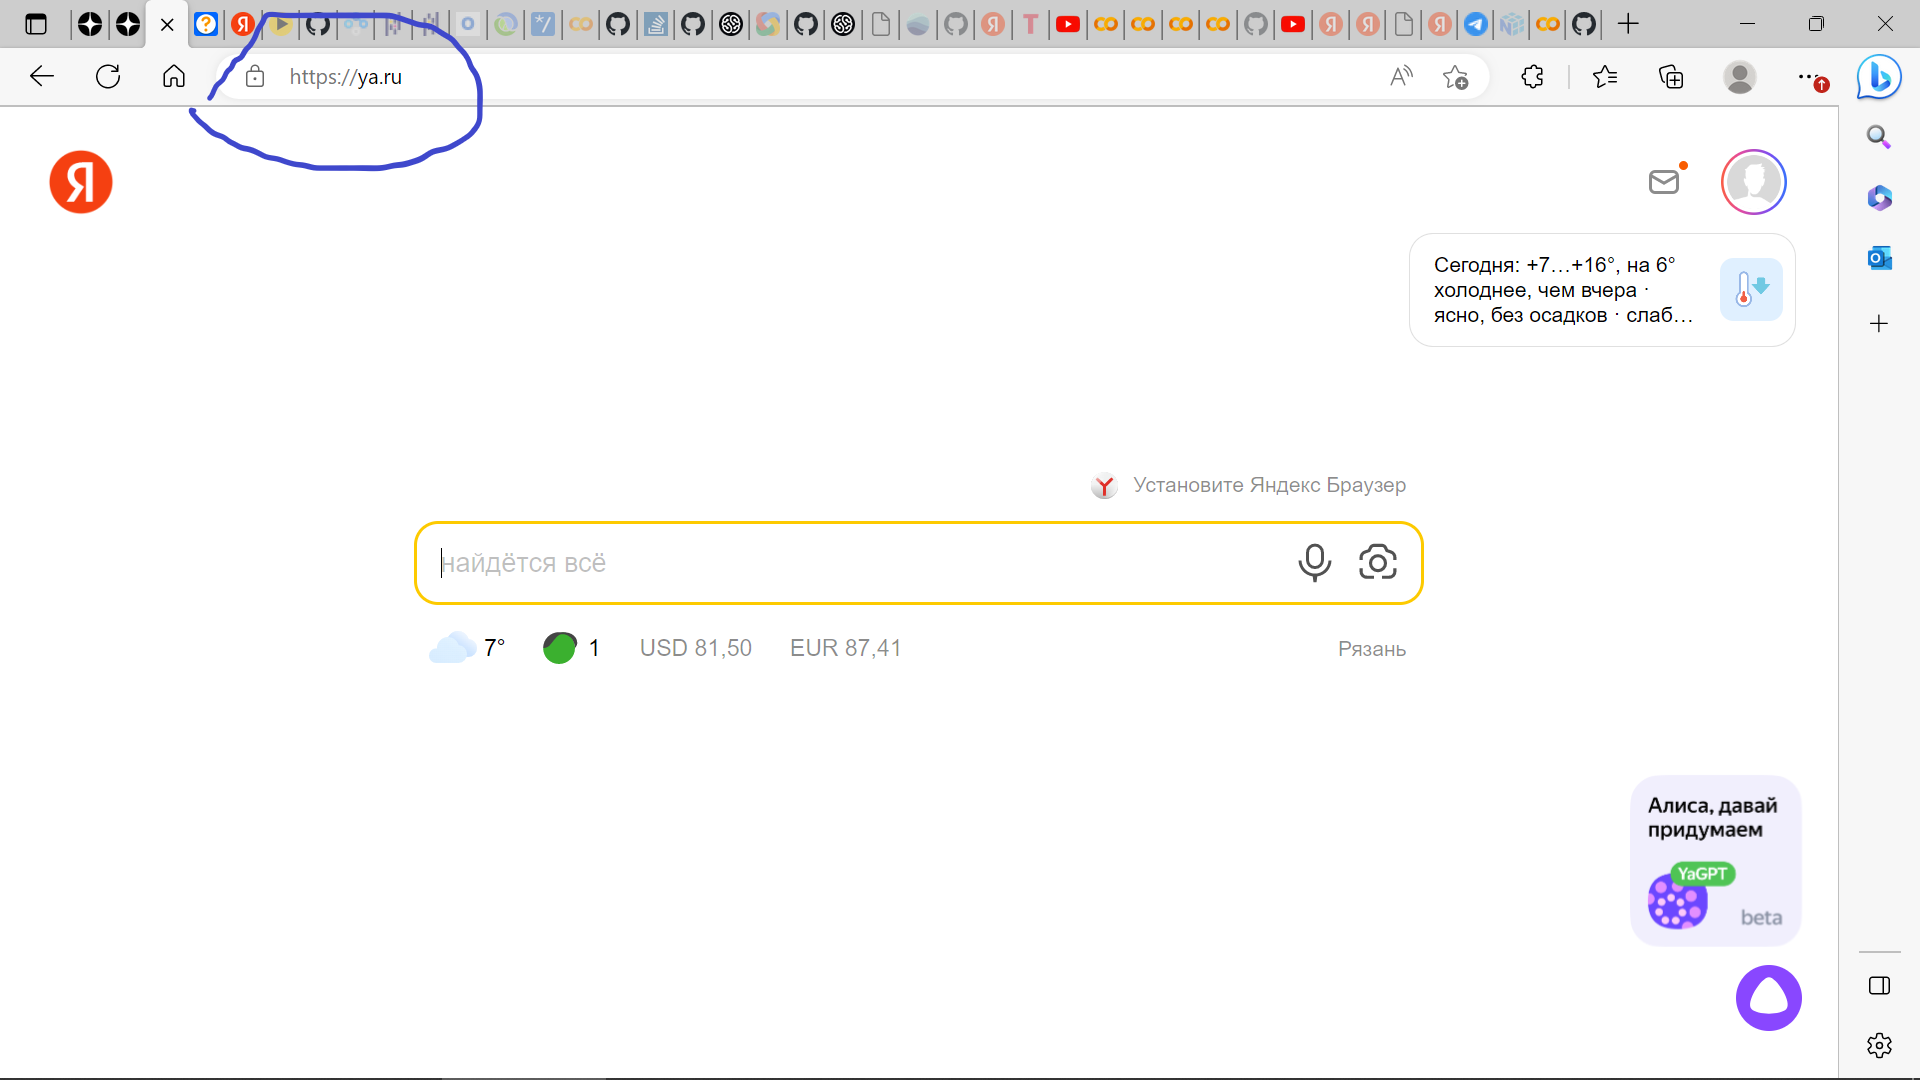 https://ya.ru
Я
Сегодня: +7…+16°, на 6°
холоднее, чем вчера ·
ясно, без осадков · слаб…
Установите Яндекс Браузер
найдётся всё
7° 1 USD 81,50 EUR 87,41 Рязань
Алиса, давай
придумаем
YaGPT
beta